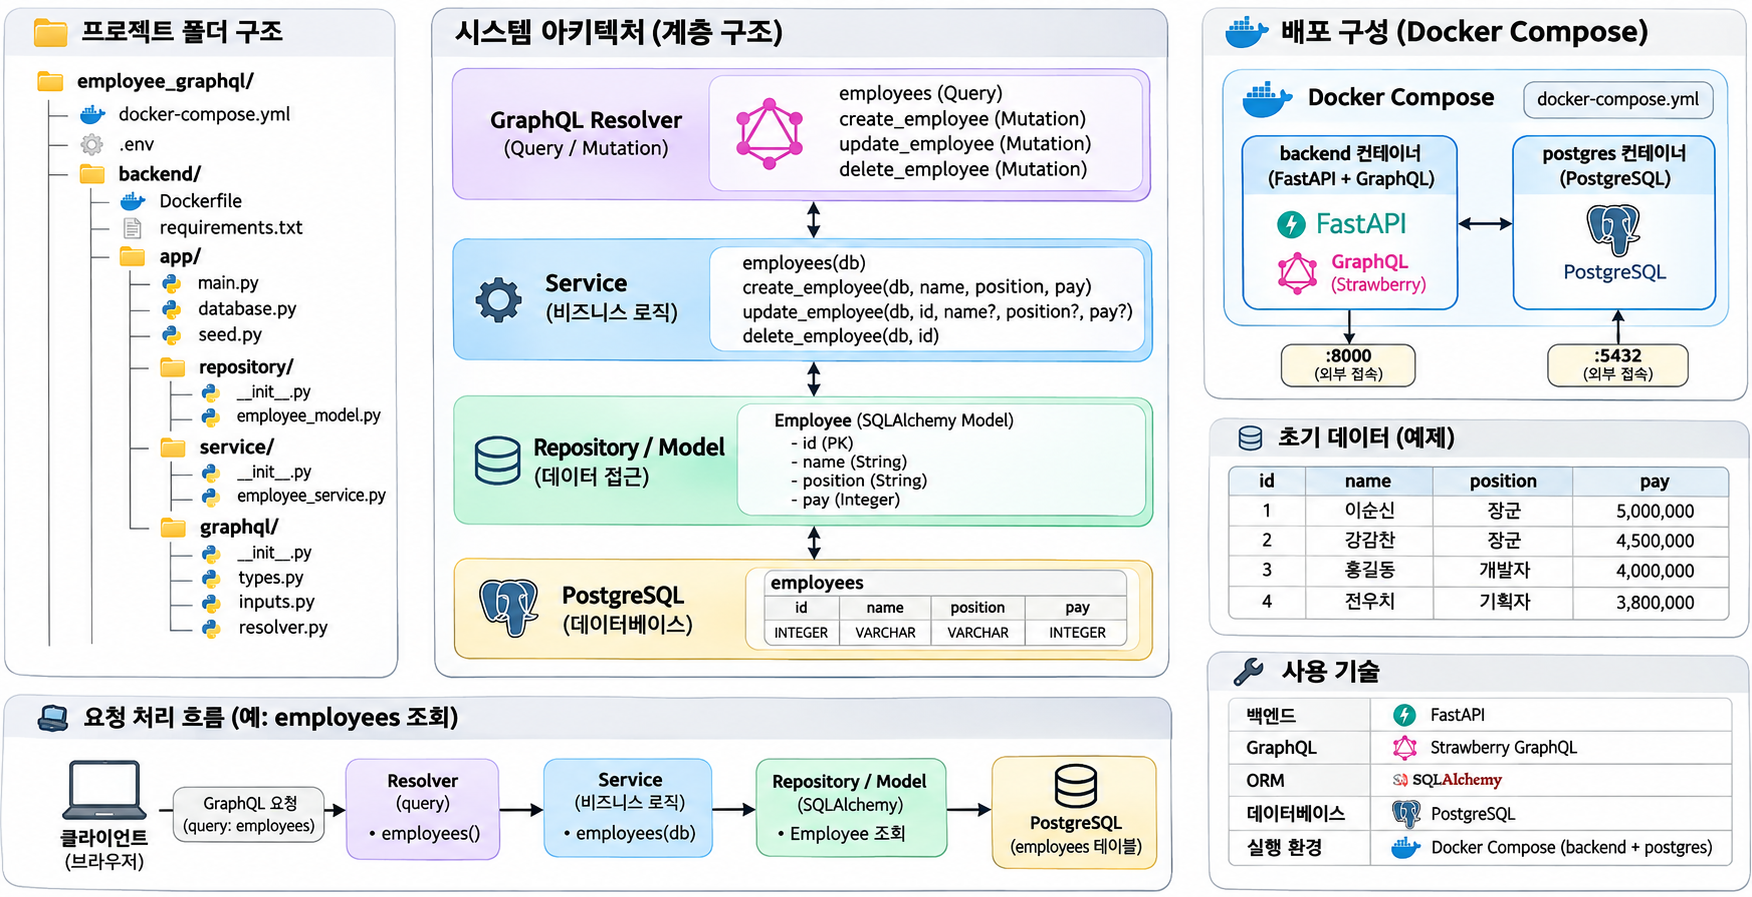 프로젝트 폴더 구조
employee_graphql/
docker-compose.yml
.env
backend/
Dockerfile
requirements.txt
app/
main.py
database.py
seed.py
repository/
__init__.py
employee_model.py
service/
__init__.py
employee_service.py
graphql/
__init__.py
types.py
inputs.py
resolver.py
시스템 아키텍처 (계층 구조)
GraphQL Resolver
(Query / Mutation)
employees (Query)
create_employee (Mutation)
update_employee (Mutation)
delete_employee (Mutation)
Service
(비즈니스 로직)
employees(db)
create_employee(db, name, position, pay)
update_employee(db, id, name?, position?, pay?)
delete_employee(db, id)
Repository / Model
(데이터 접근)
Employee (SQLAlchemy Model)
- id (PK)
- name (String)
- position (String)
- pay (Integer)
PostgreSQL
(데이터베이스)
employees
id name position pay
INTEGER VARCHAR VARCHAR INTEGER
배포 구성 (Docker Compose)
Docker Compose
docker-compose.yml
backend 컨테이너
(FastAPI + GraphQL)
FastAPI
GraphQL
(Strawberry)
postgres 컨테이너
(PostgreSQL)
PostgreSQL
:8000
(외부 접속)
:5432
(외부 접속)
초기 데이터 (예제)
id name position pay
1 이순신 장군 5,000,000
2 강감찬 장군 4,500,000
3 홍길동 개발자 4,000,000
4 전우치 기획자 3,800,000
사용 기술
백엔드 FastAPI
GraphQL Strawberry GraphQL
ORM SQLAlchemy
데이터베이스 PostgreSQL
실행 환경 Docker Compose (backend + postgres)
요청 처리 흐름 (예: employees 조회)
클라이언트
(브라우저)
GraphQL 요청
(query: employees)
Resolver
(query)
• employees()
Service
(비즈니스 로직)
• employees(db)
Repository / Model
(SQLAlchemy)
• Employee 조회
PostgreSQL
(employees 테이블)